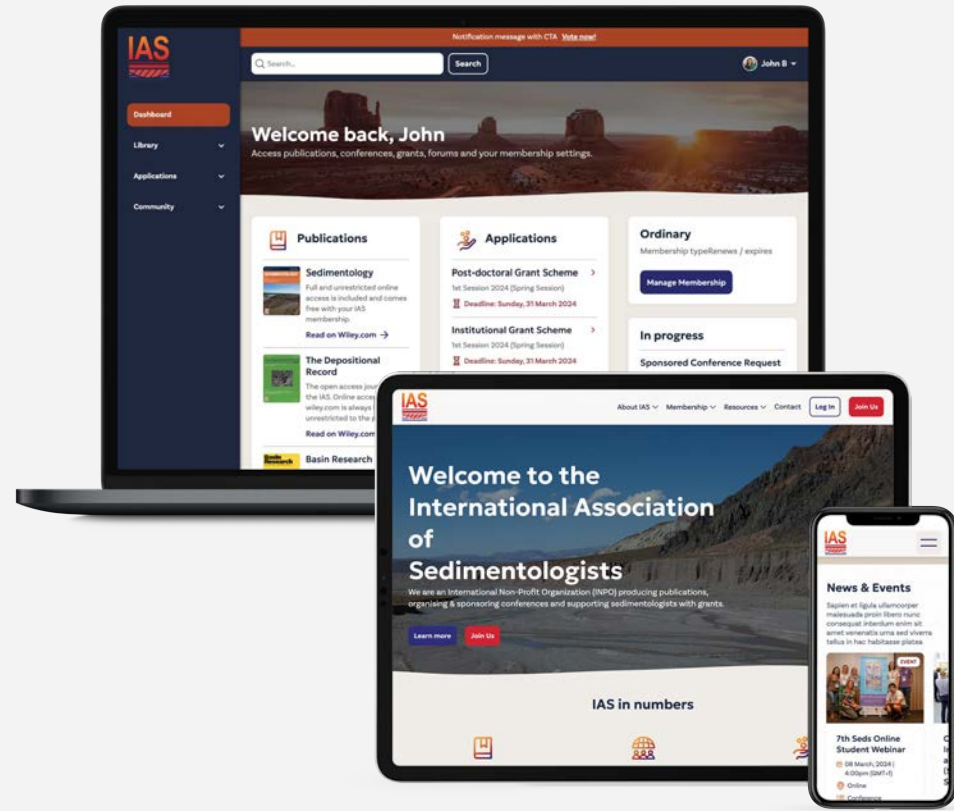 IAS
Notification message with CTA Vote now!
Search...
Search
John B
Dashboard
Library
Applications
Community
Welcome back, John
Access publications, conferences, grants, forums and your membership settings.
Publications
Sedimentology
Full and unrestricted online
access is included and comes
free with your IAS
membership.
Read on Wiley.com →
The Depositional
Record
The open access jour
the IAS. Online acce
wiley.com is always
unrestricted to the
Read on Wiley.com
Basin Research
Basin
Research
Applications
Post-doctoral Grant Scheme
1st Session 2024 (Spring Session)
Deadline: Sunday, 31 March 2024
Institutional Grant Scheme
1st Session 2024 (Spring Session)
Deadline: Sunday, 31 March 2024
Ordinary
Membership typeRenews / expires
Manage Membership
In progress
Sponsored Conference Request
IAS
About IAS
Membership
Resources
Contact
Log In
Join Us
Welcome to the
International Association
of
Sedimentologists
We are an International Non-Profit Organization (INPO) producing publications,
organising & sponsoring conferences and supporting sedimentologists with grants.
Learn more
Join Us
IAS in numbers
IAS
News & Events
Sapien et ligula ullamcorper
malesuada proin libero nunc
consequat interdum enim sit
amet venenatis urna sed viverra
tellus in hac habitasse platea
EVENT
7th Seds Online
Student Webinar
08 March, 2024 |
4:00pm (GMT+1)
Online
Conference